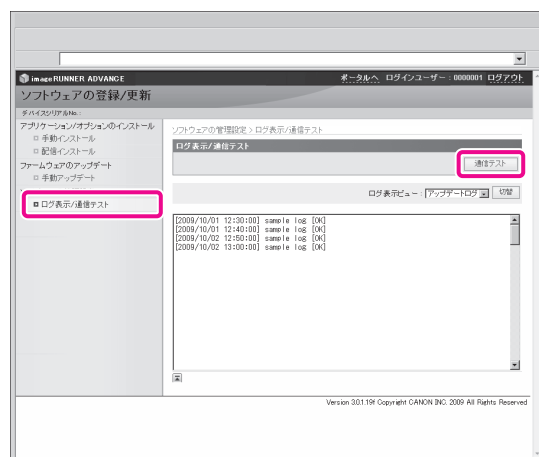 imageRUNNER ADVANCE
ポータルへ ログインユーザー : 0000001 ログアウト
ソフトウェアの登録/更新
デバイスシリアルNo.:
アプリケーション/オプションのインストール
手動インストール
配信インストール
ファームウェアのアップデート
手動アップデート
ログ表示/通信テスト
ソフトウェアの管理設定 > ログ表示/通信テスト
ログ表示/通信テスト
通信テスト
ログ表示ビュー : アップデートログ 切替
[2009/10/01 12:30:00] sample log [OK]
[2009/10/01 12:40:00] sample log [OK]
[2009/10/02 12:50:00] sample log [OK]
[2009/10/02 13:00:00] sample log [OK]
Version 3.0.1.19f Copyright CANON INC. 2009 All Rights Reserved